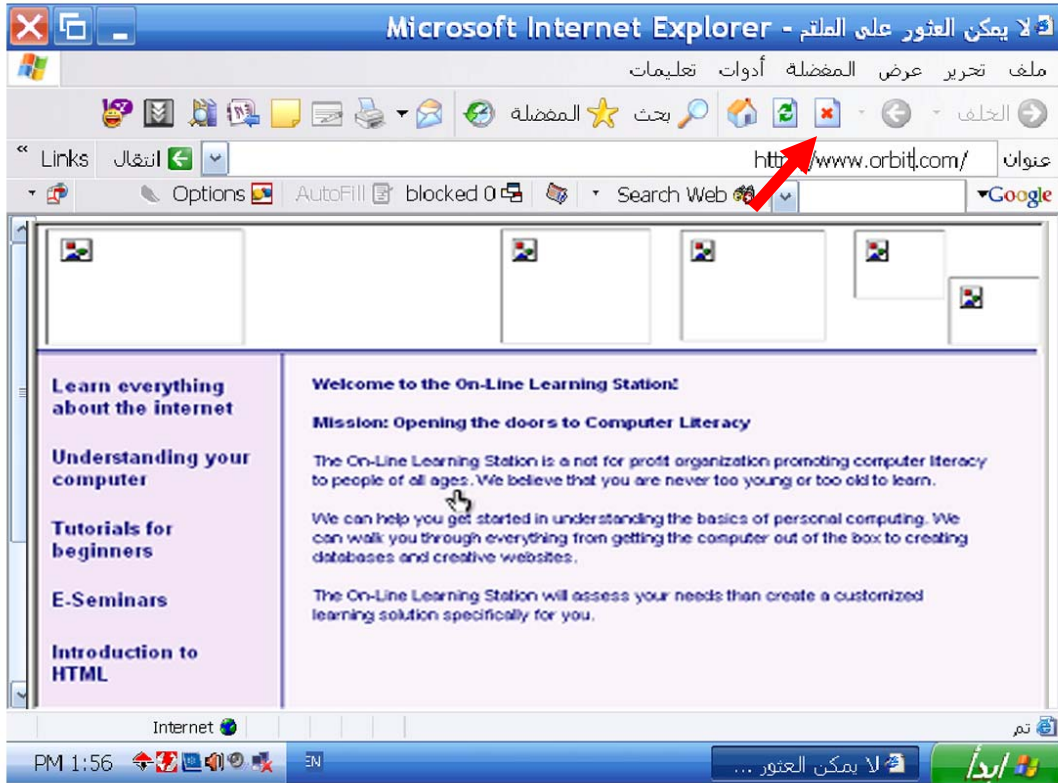 لا يمكن العثور على الملتم - Microsoft Internet Explorer
ملف تحرير عرض المفضلة أدوات تعليمات
الخلف بحث المفضلة
عنوان http://www.orbit.com/ انتقال Links »
Google Search Web blocked 0 AutoFill Options
Learn everything
about the internet
Understanding your
computer
Tutorials for
beginners
E-Seminars
Introduction to
HTML
Welcome to the On-Line Learning Station!
Mission: Opening the doors to Computer Literacy
The On-Line Learning Station is a not for profit organization promoting computer literacy
to people of all ages. We believe that you are never too young or too old to learn.
We can help you get started in understanding the basics of personal computing. We
can walk you through everything from getting the computer out of the box to creating
databases and creative websites.
The On-Line Learning Station will assess your needs than create a customized
learning solution specifically for you.
تم Internet
ابدأ لا يمكن العثور ... EN PM 1:56